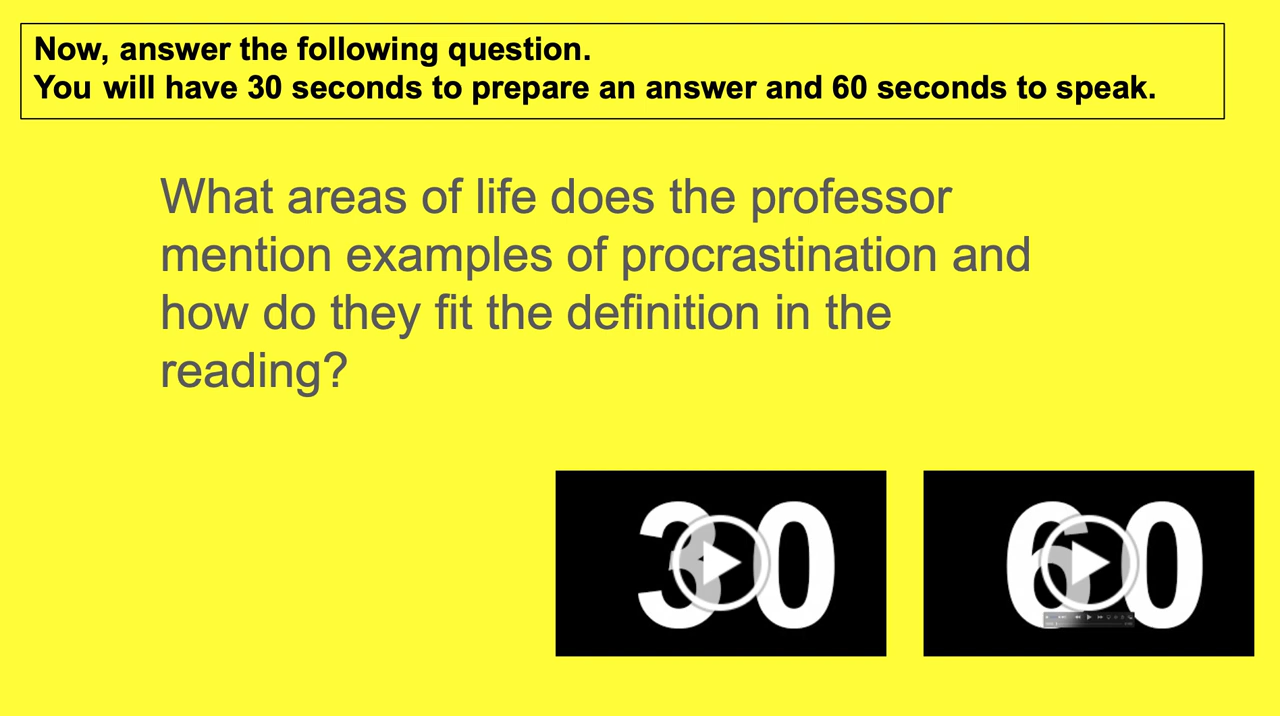 Now, answer the following question.
You will have 30 seconds to prepare an answer and 60 seconds to speak.
What areas of life does the professor
mention examples of procrastination and
how do they fit the definition in the
reading?
30
60